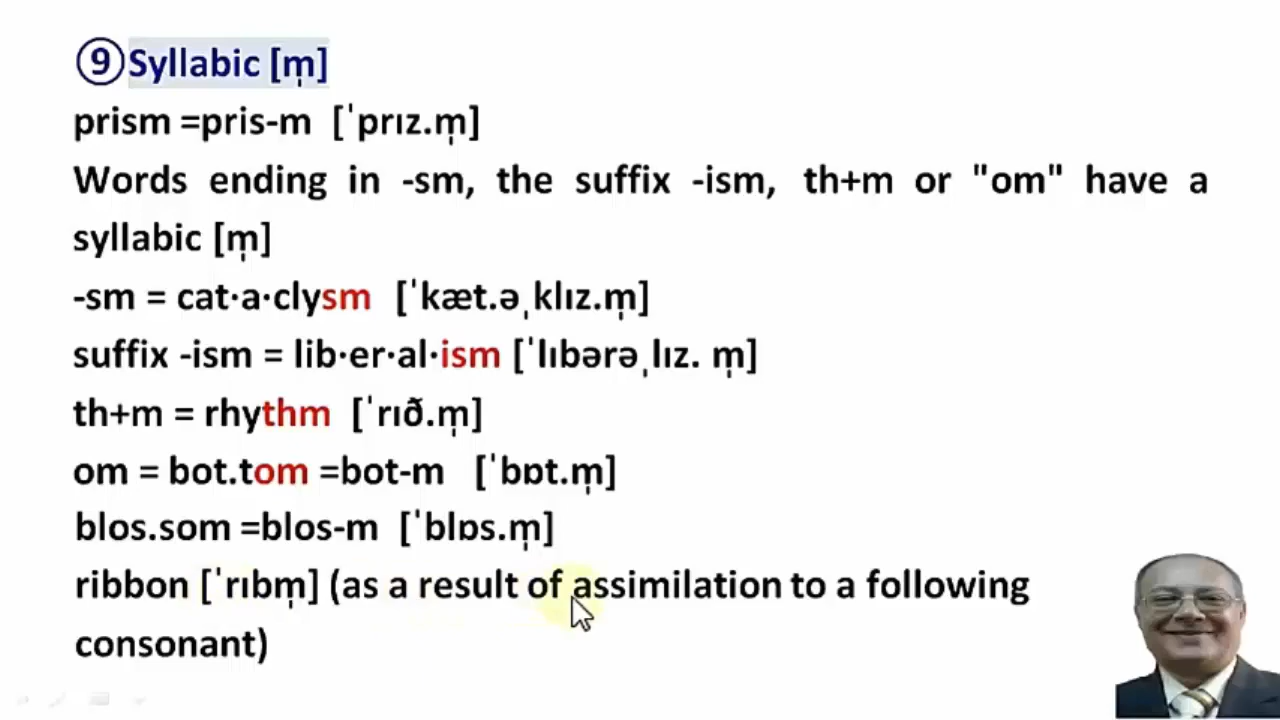 ⑨Syllabic [m̩]
prism =pris-m [ˈprɪz.m̩]
Words ending in -sm, the suffix -ism, th+m or "om" have a
syllabic [m̩]
-sm = cat·a·clysm [ˈkæt.əˌklɪz.m̩]
suffix -ism = lib·er·al·ism [ˈlɪbərəˌlɪz. m̩]
th+m = rhythm [ˈrɪð.m̩]
om = bot.tom =bot-m [ˈbɒt.m̩]
blos.som =blos-m [ˈblɒs.m̩]
ribbon [ˈrɪbm̩] (as a result of assimilation to a following
consonant)